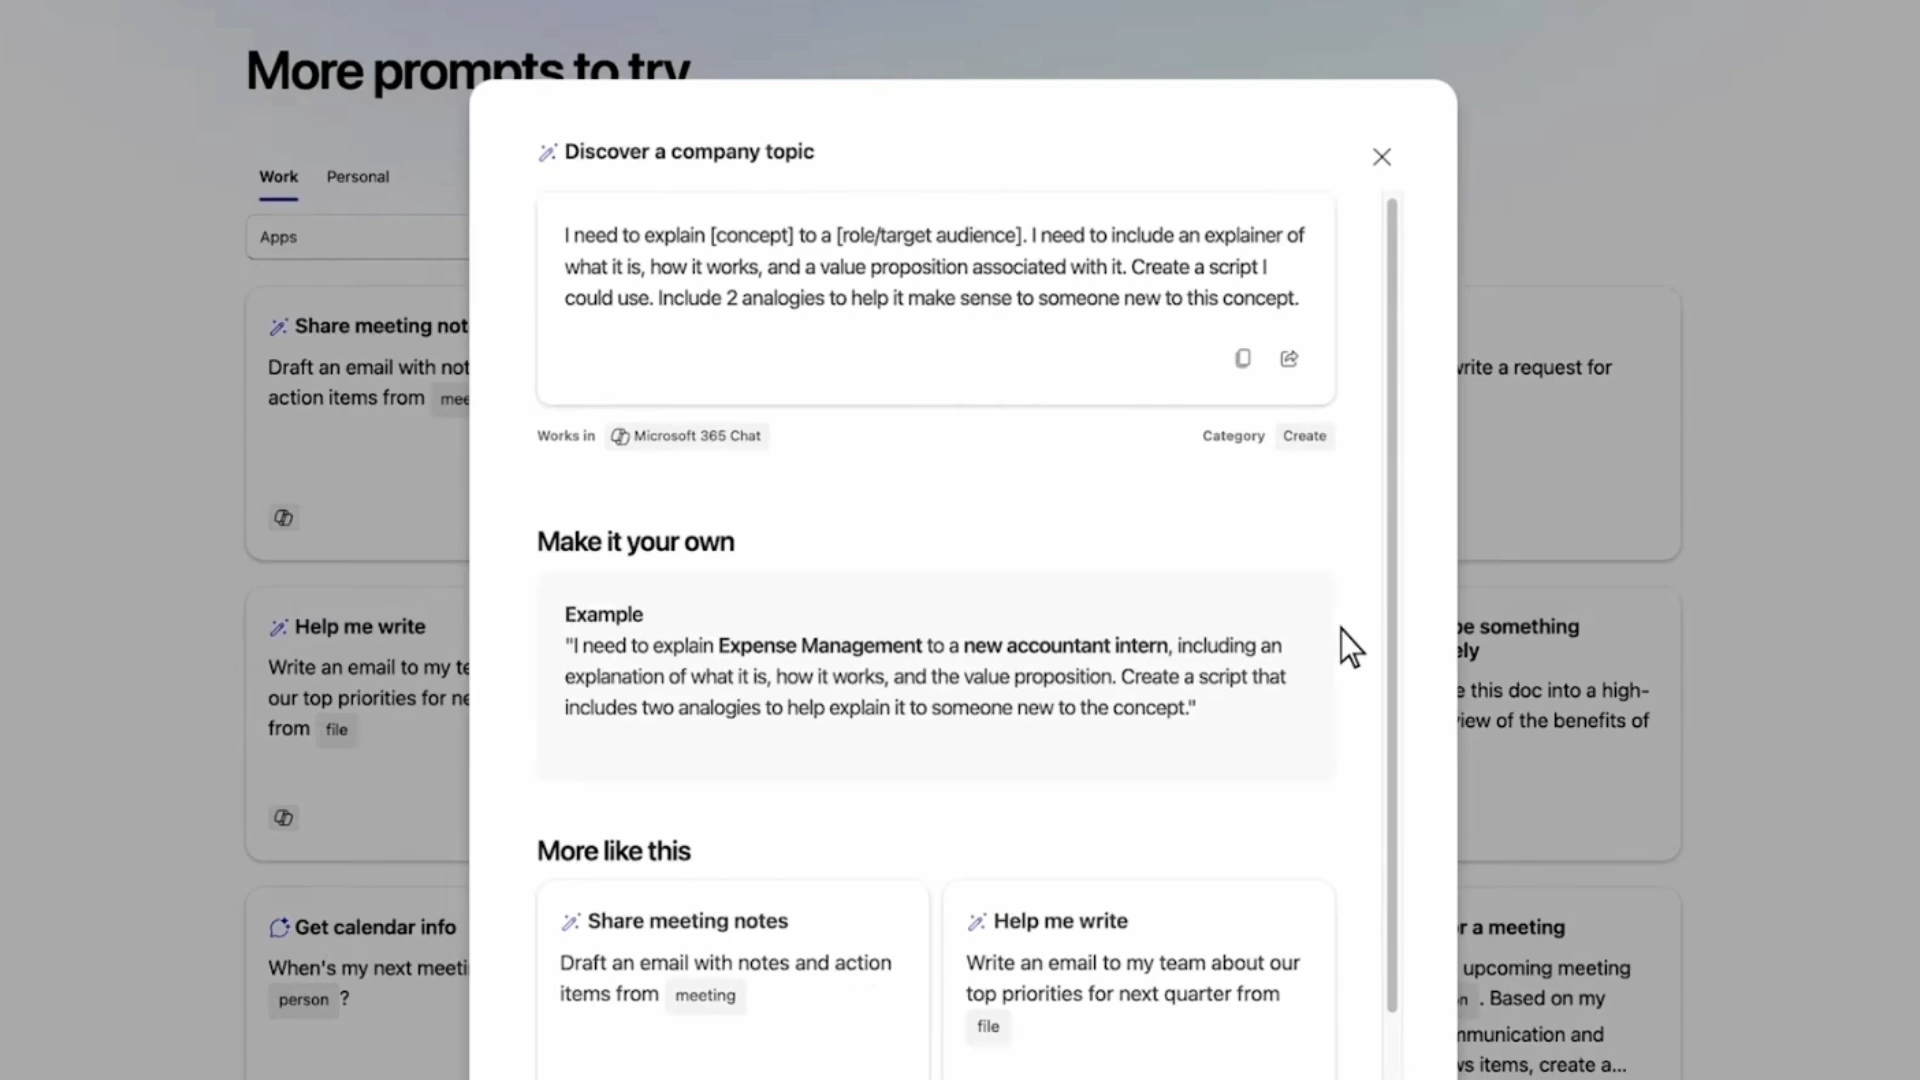 More prompts to try
Work Personal
Apps
Share meeting not
Draft an email with not
action items from mee
Help me write
Write an email to my te
our top priorities for ne
from file
Get calendar info
When's my next meeti
person ?
Discover a company topic
I need to explain [concept] to a [role/target audience]. I need to include an explainer of
what it is, how it works, and a value proposition associated with it. Create a script I
could use. Include 2 analogies to help it make sense to someone new to this concept.
Works in Microsoft 365 Chat Category Create
Make it your own
Example
"I need to explain Expense Management to a new accountant intern, including an
explanation of what it is, how it works, and the value proposition. Create a script that
includes two analogies to help explain it to someone new to the concept."
More like this
Share meeting notes
Draft an email with notes and action
items from meeting
Help me write
Write an email to my team about our
top priorities for next quarter from
file
write a request for
be something
ely
e this doc into a high-
view of the benefits of
r a meeting
upcoming meeting
n . Based on my
mmunication and
ws items, create a...